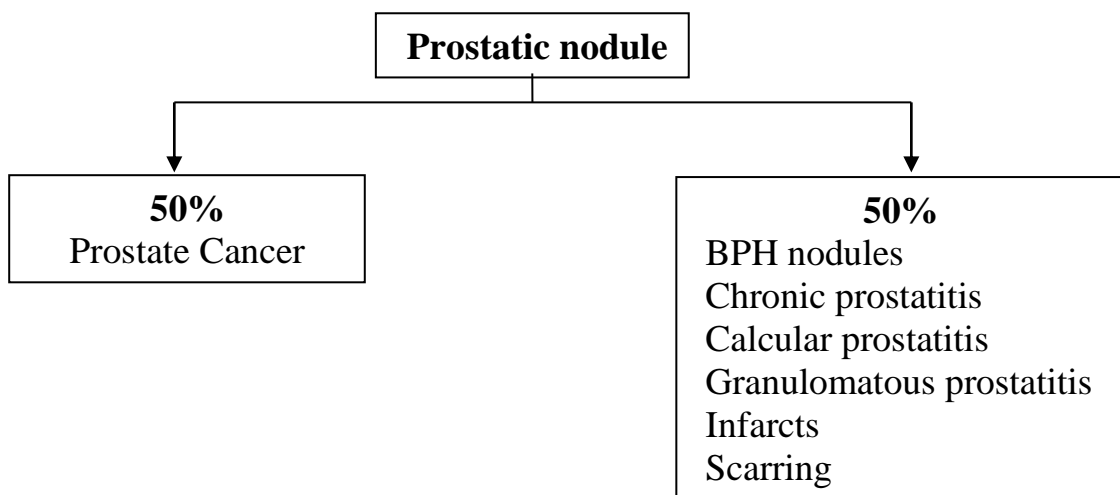 Prostatic nodule
50%
Prostate Cancer
50%
BPH nodules
Chronic prostatitis
Calcular prostatitis
Granulomatous prostatitis
Infarcts
Scarring